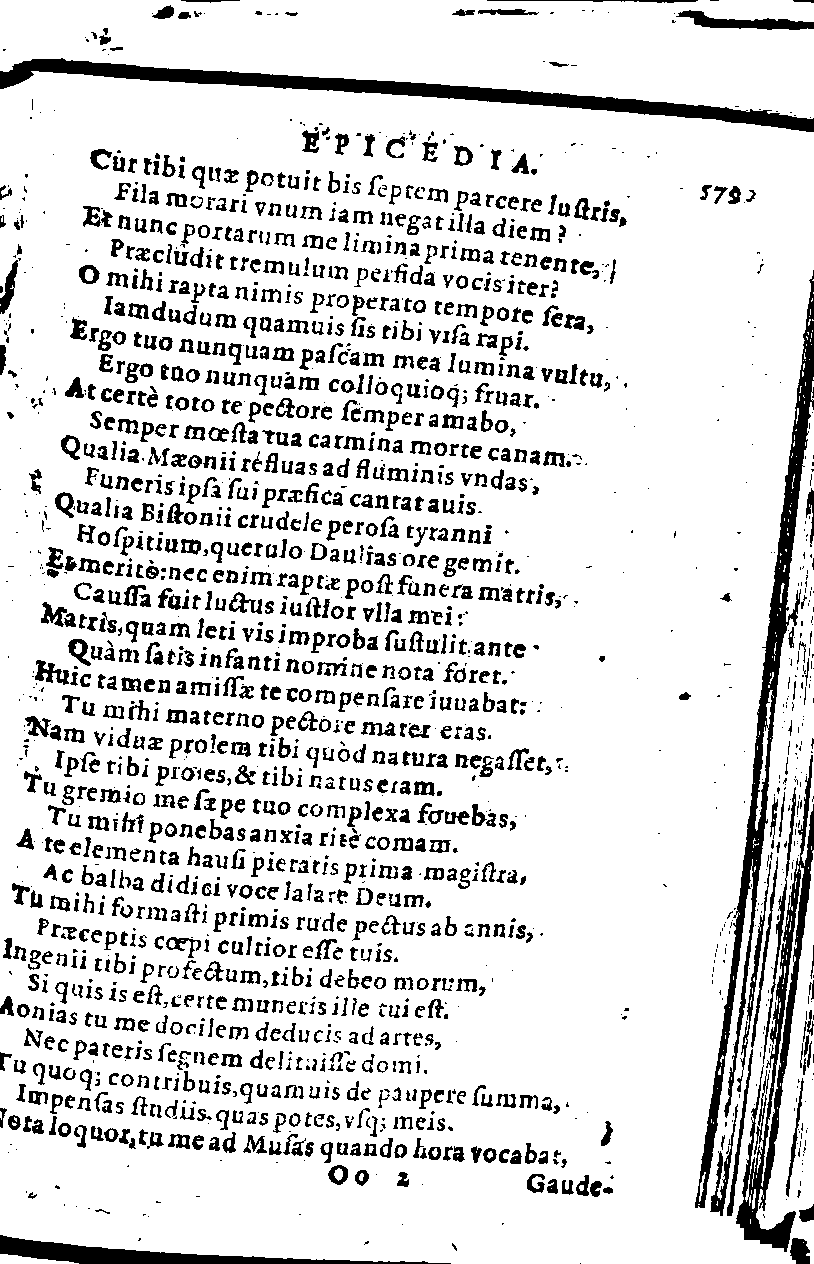 EPICEDIA.
579
Cùr tibi quæ potuit bis ſeptem parcere luſtris,
Fila morari vnum iam negat illa diem?
Et nunc portarum me limina prima tenente,
Præcludit tremulum perfida vocis iter?
O mihi rapta nimis properato tempore ſera,
Iamdudum quamuis ſis tibi viſa rapi.
Ergo tuo nunquam paſcam mea lumina vultu,
Ergo tuo nunquàm colloquioq; fruar.
At certè toto te pectore ſemper amabo,
Semper mœſta tua carmina morte canam.
Qualia Mæonii refluas ad fluminis vndas,
Funeris ipſa ſui præfica cantat auis.
Qualia Biſtonii crudele peroſa tyranni
Hoſpitium, querulo Daulias ore gemit.
Et meritò: nec enim raptæ poſt funera matris,
Cauſſa fuit luctus iuſtior vlla mei:
Matris, quam leti vis improba ſuſtulit ante
Quàm ſatis infanti nomine nota foret.
Huic tamen amiſſæ te compenſare iuuabat:
Tu mihi materno pectore mater eras.
Nam viduæ prolem tibi quòd natura negaſſet,
Ipſe tibi proles, & tibi natus eram.
Tu gremio me ſæpe tuo complexa fouebas,
Tu mihi ponebas anxia ritè comam.
A te elementa hauſi pietatis prima magiſtra,
Ac balba didici voce lalare Deum.
Tu mihi formaſti primis rude pectus ab annis,
Præceptis cœpi cultior eſſe tuis.
Ingenii tibi profectum, tibi debeo morum,
Si quis is eſt, certe muneris ille tui eſt.
Aonias tu me docilem deducis ad artes,
Nec pateris ſegnem delituiſſe domi.
Tu quoq; contribuis, quamuis de paupere ſumma,
Impenſas ſtudiis quas potes, vſq; meis.
Nota loquor, tu me ad Muſas quando hora vocabat,
Oo 2
Gaude-